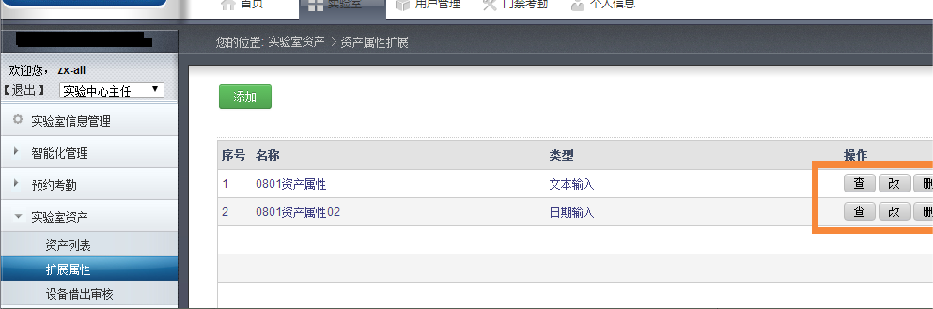 首页 实验室 用户管理 门禁考勤 个人信息
您的位置: 实验室资产 > 资产属性扩展
欢迎您， zx-all
【退出】 实验中心主任
添加
实验室信息管理
智能化管理
预约考勤
实验室资产
资产列表
扩展属性
设备借出审核
序号 名称 类型 操作
1 0801资产属性 文本输入 查 改 删
2 0801资产属性02 日期输入 查 改 删